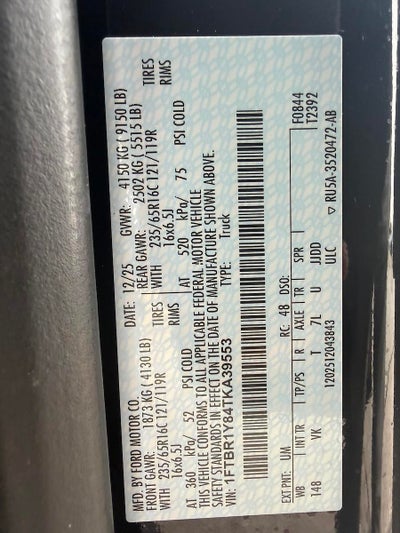 MFD. BY FORD MOTOR CO.
DATE: 12/25 GVWR: 4150 KG ( 9150 LB)
FRONT GAWR: 1873 KG ( 4130 LB) REAR GAWR: 2502 KG ( 5515 LB)
WITH 235/65R16C 121/119R TIRES WITH 235/65R16C 121/119R TIRES
16x6.5J RIMS 16x6.5J RIMS
AT 360 kPa/ 52 PSI COLD AT 520 kPa/ 75 PSI COLD
THIS VEHICLE CONFORMS TO ALL APPLICABLE FEDERAL MOTOR VEHICLE
SAFETY STANDARDS IN EFFECT ON THE DATE OF MANUFACTURE SHOWN ABOVE.
VIN: 1FTBR1Y84TKA39553 TYPE: Truck
EXT PNT: UM RC: 48 DSO: F0844
T2392
WB INT TR TP/PS R AXLE TR SPR
148 VK T 7L U JJDD
1202512043843 ULC ▽ RU5A-3520472-AB